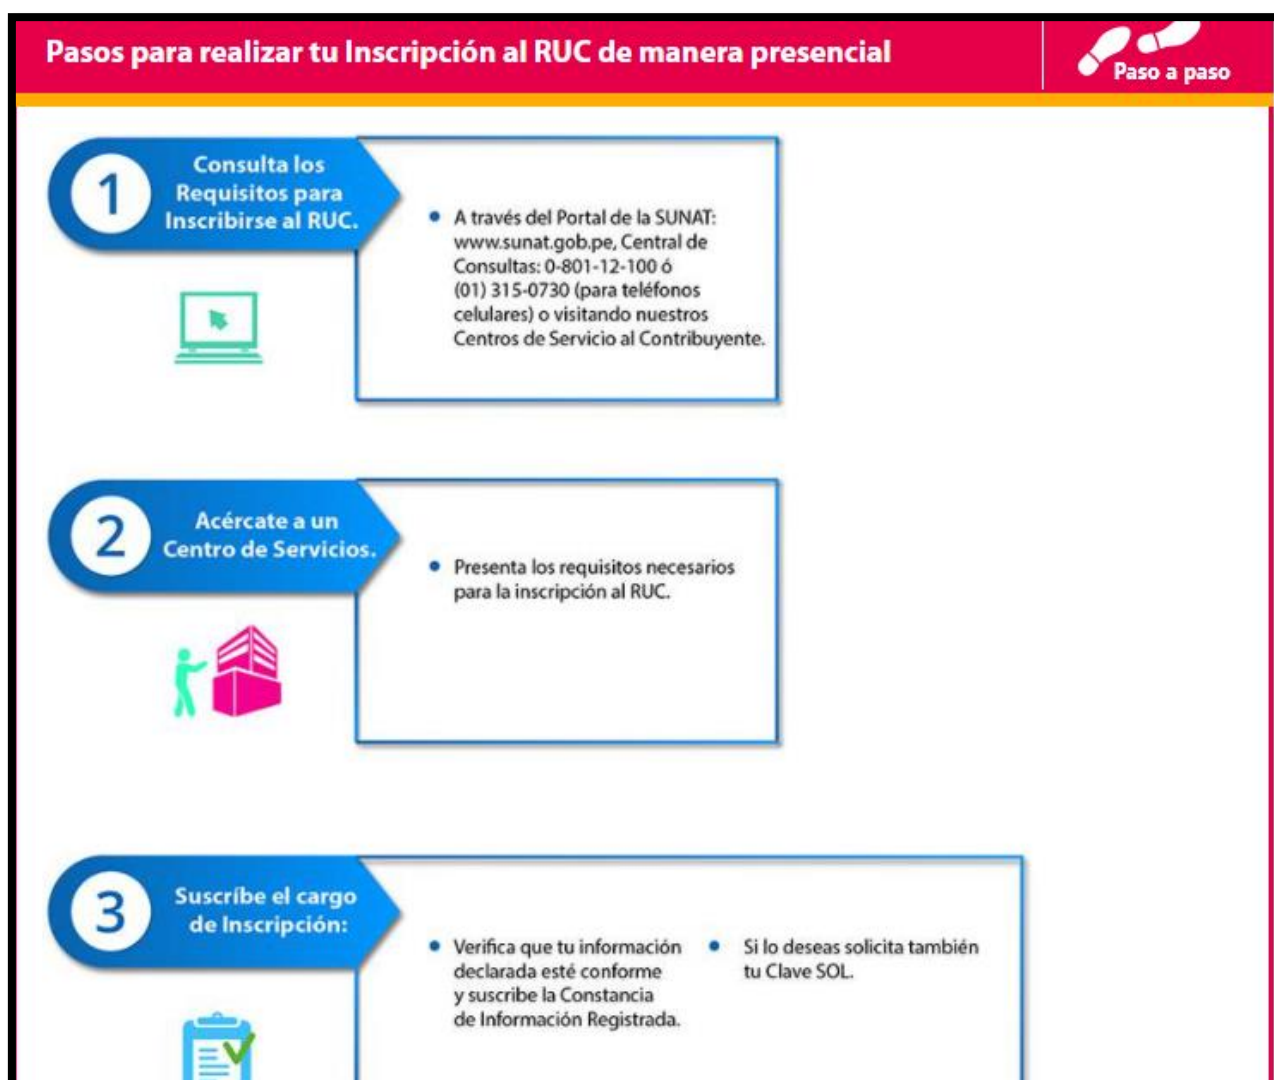 Pasos para realizar tu Inscripción al RUC de manera presencial
Paso a paso
1
Consulta los
Requisitos para
Inscribirse al RUC.
• A través del Portal de la SUNAT:
www.sunat.gob.pe, Central de
Consultas: 0-801-12-100 ó
(01) 315-0730 (para teléfonos
celulares) o visitando nuestros
Centros de Servicio al Contribuyente.
2
Acércate a un
Centro de Servicios.
• Presenta los requisitos necesarios
para la inscripción al RUC.
3
Suscríbe el cargo
de Inscripción:
• Verifica que tu información
declarada esté conforme
y suscribe la Constancia
de Información Registrada.
• Si lo deseas solicita también
tu Clave SOL.